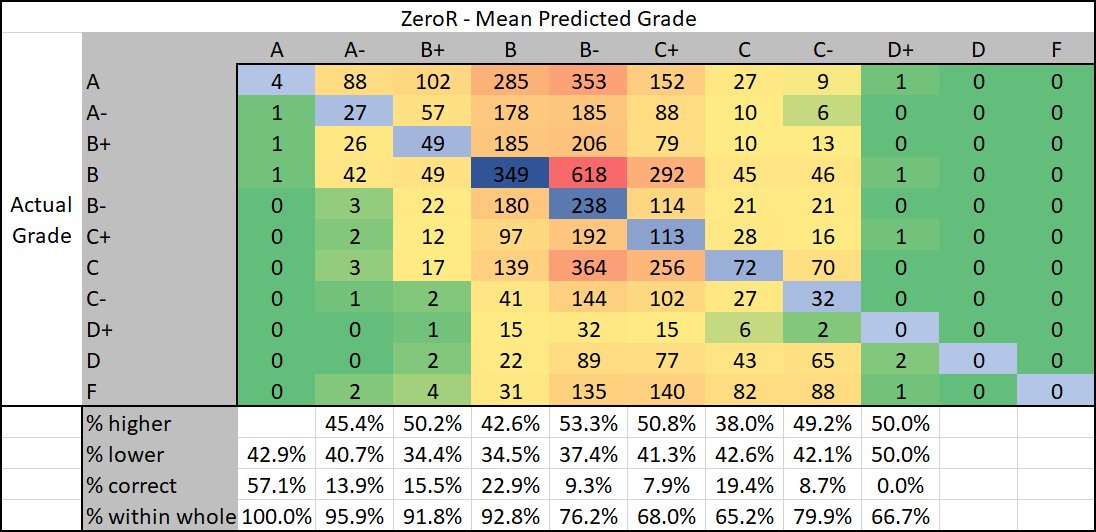 ZeroR - Mean Predicted Grade
A A- B+ B B- C+ C C- D+ D F
A 4 88 102 285 353 152 27 9 1 0 0
A- 1 27 57 178 185 88 10 6 0 0 0
B+ 1 26 49 185 206 79 10 13 0 0 0
B 1 42 49 349 618 292 45 46 1 0 0
Actual B- 0 3 22 180 238 114 21 21 0 0 0
Grade C+ 0 2 12 97 192 113 28 16 1 0 0
C 0 3 17 139 364 256 72 70 0 0 0
C- 0 1 2 41 144 102 27 32 0 0 0
D+ 0 0 1 15 32 15 6 2 0 0 0
D 0 0 2 22 89 77 43 65 2 0 0
F 0 2 4 31 135 140 82 88 1 0 0
% higher 45.4% 50.2% 42.6% 53.3% 50.8% 38.0% 49.2% 50.0%
% lower 42.9% 40.7% 34.4% 34.5% 37.4% 41.3% 42.6% 42.1% 50.0%
% correct 57.1% 13.9% 15.5% 22.9% 9.3% 7.9% 19.4% 8.7% 0.0%
% within whole 100.0% 95.9% 91.8% 92.8% 76.2% 68.0% 65.2% 79.9% 66.7%